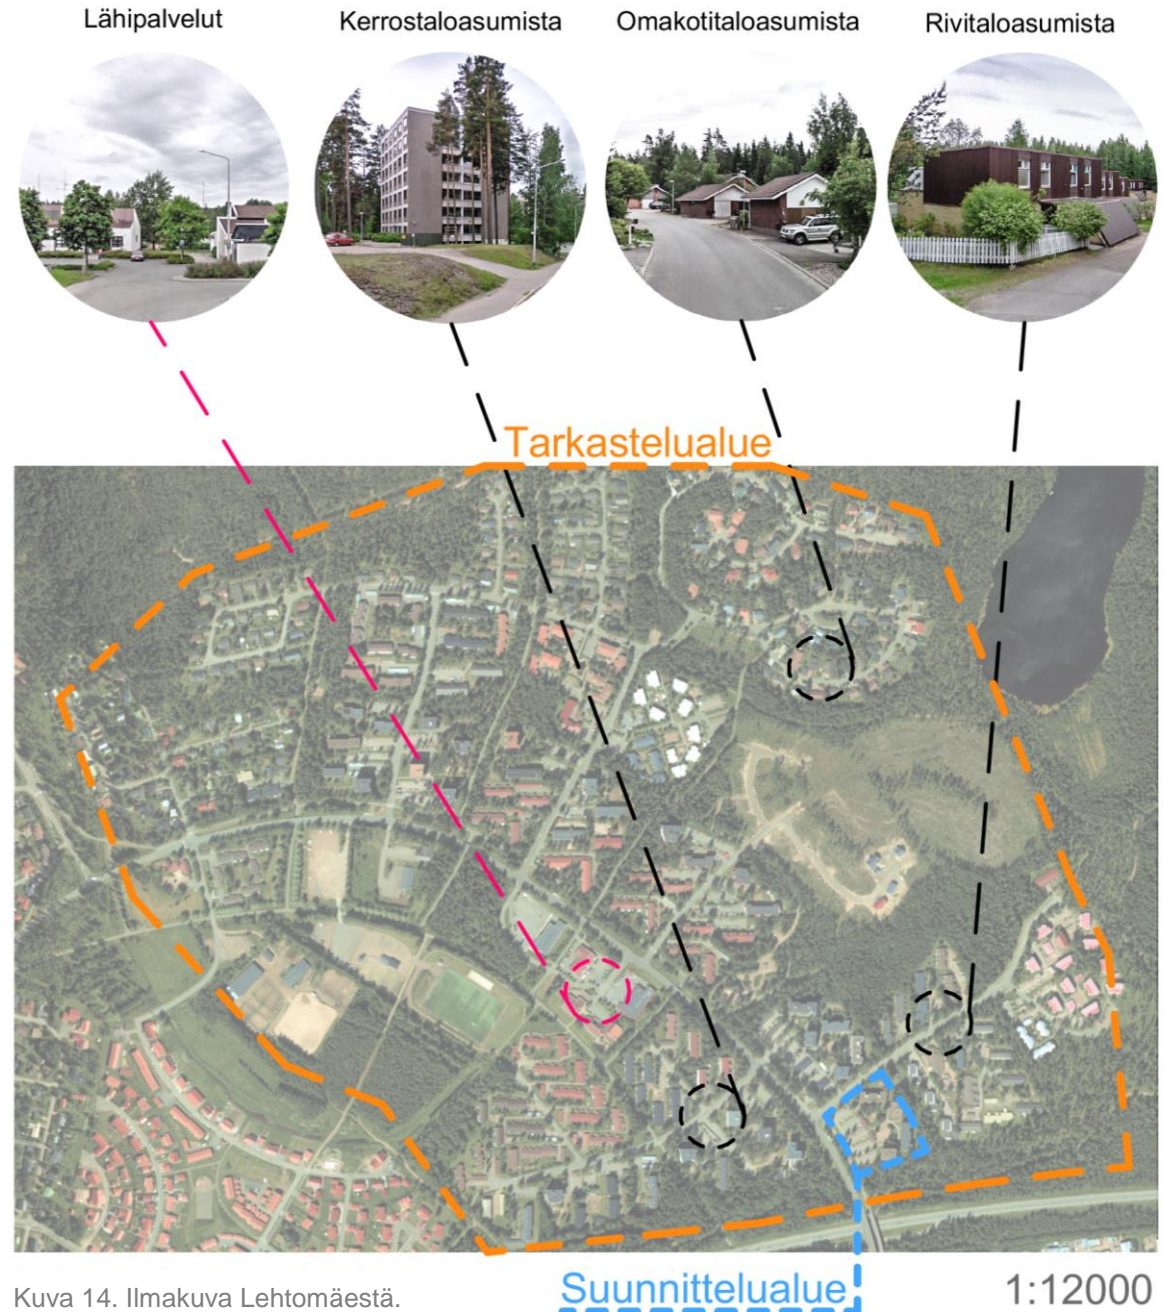 Lähipalvelut
Kerrostaloasumista
Omakotitaloasumista
Rivitaloasumista
Tarkastelualue
Suunnittelualue
1:12000
Kuva 14. Ilmakuva Lehtomäestä.